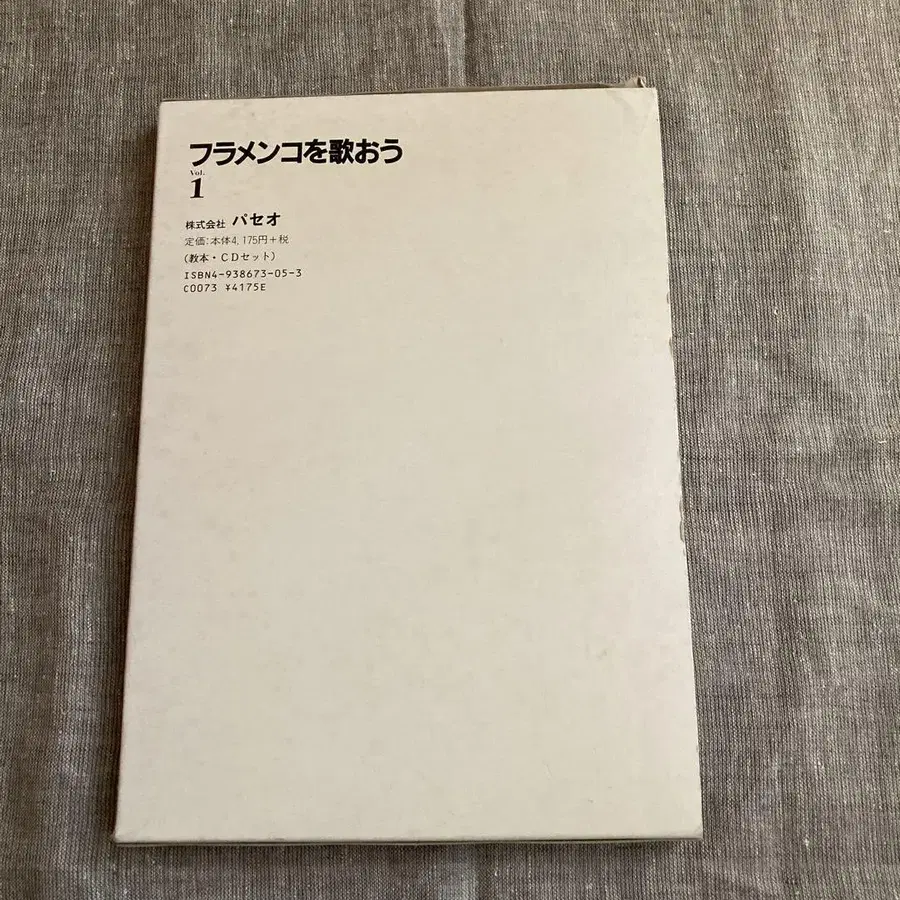 フラメンコを歌おう
Vol.
1
株式会社 パセオ
定価:本体4,175円+税
(教本・CDセット)
ISBN4-938673-05-3
C0073 ¥4175E